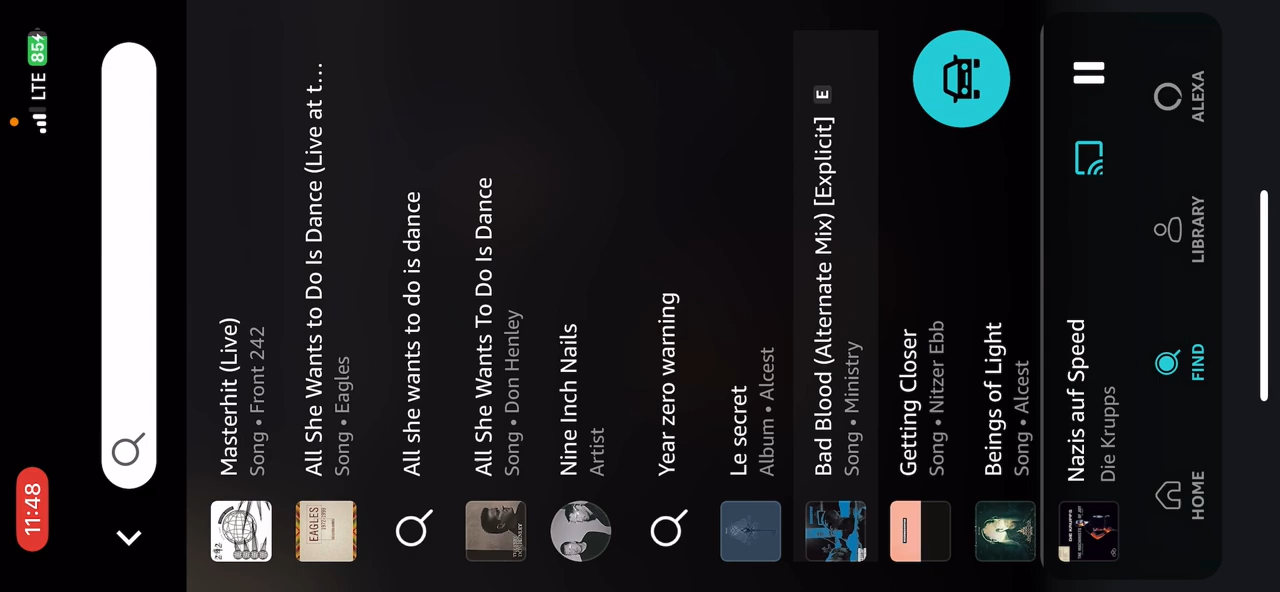 11:48
LTE 85
Masterhit (Live)
Song • Front 242
All She Wants to Do Is Dance (Live at t...
Song • Eagles
All she wants to do is dance
All She Wants To Do Is Dance
Song • Don Henley
Nine Inch Nails
Artist
Year zero warning
Le secret
Album • Alcest
Bad Blood (Alternate Mix) [Explicit] E
Song • Ministry
Getting Closer
Song • Nitzer Ebb
Beings of Light
Song • Alcest
Nazis auf Speed
Die Krupps
HOME
FIND
LIBRARY
ALEXA
EAGLES